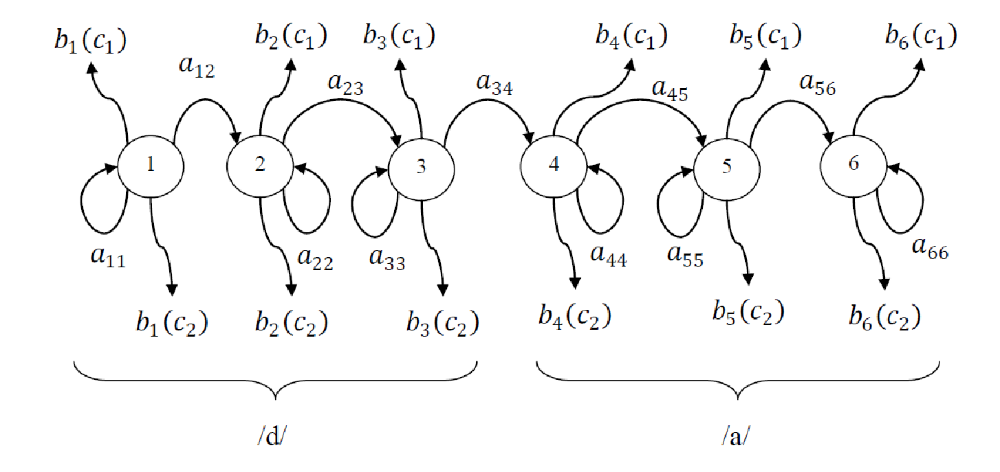 b₁(c₁) b₂(c₁) b₃(c₁) b₄(c₁) b₅(c₁) b₆(c₁)
a₁₂ a₂₃ a₃₄ a₄₅ a₅₆
1 2 3 4 5 6
a₁₁ a₂₂ a₃₃ a₄₄ a₅₅ a₆₆
b₁(c₂) b₂(c₂) b₃(c₂) b₄(c₂) b₅(c₂) b₆(c₂)
/d/ /a/